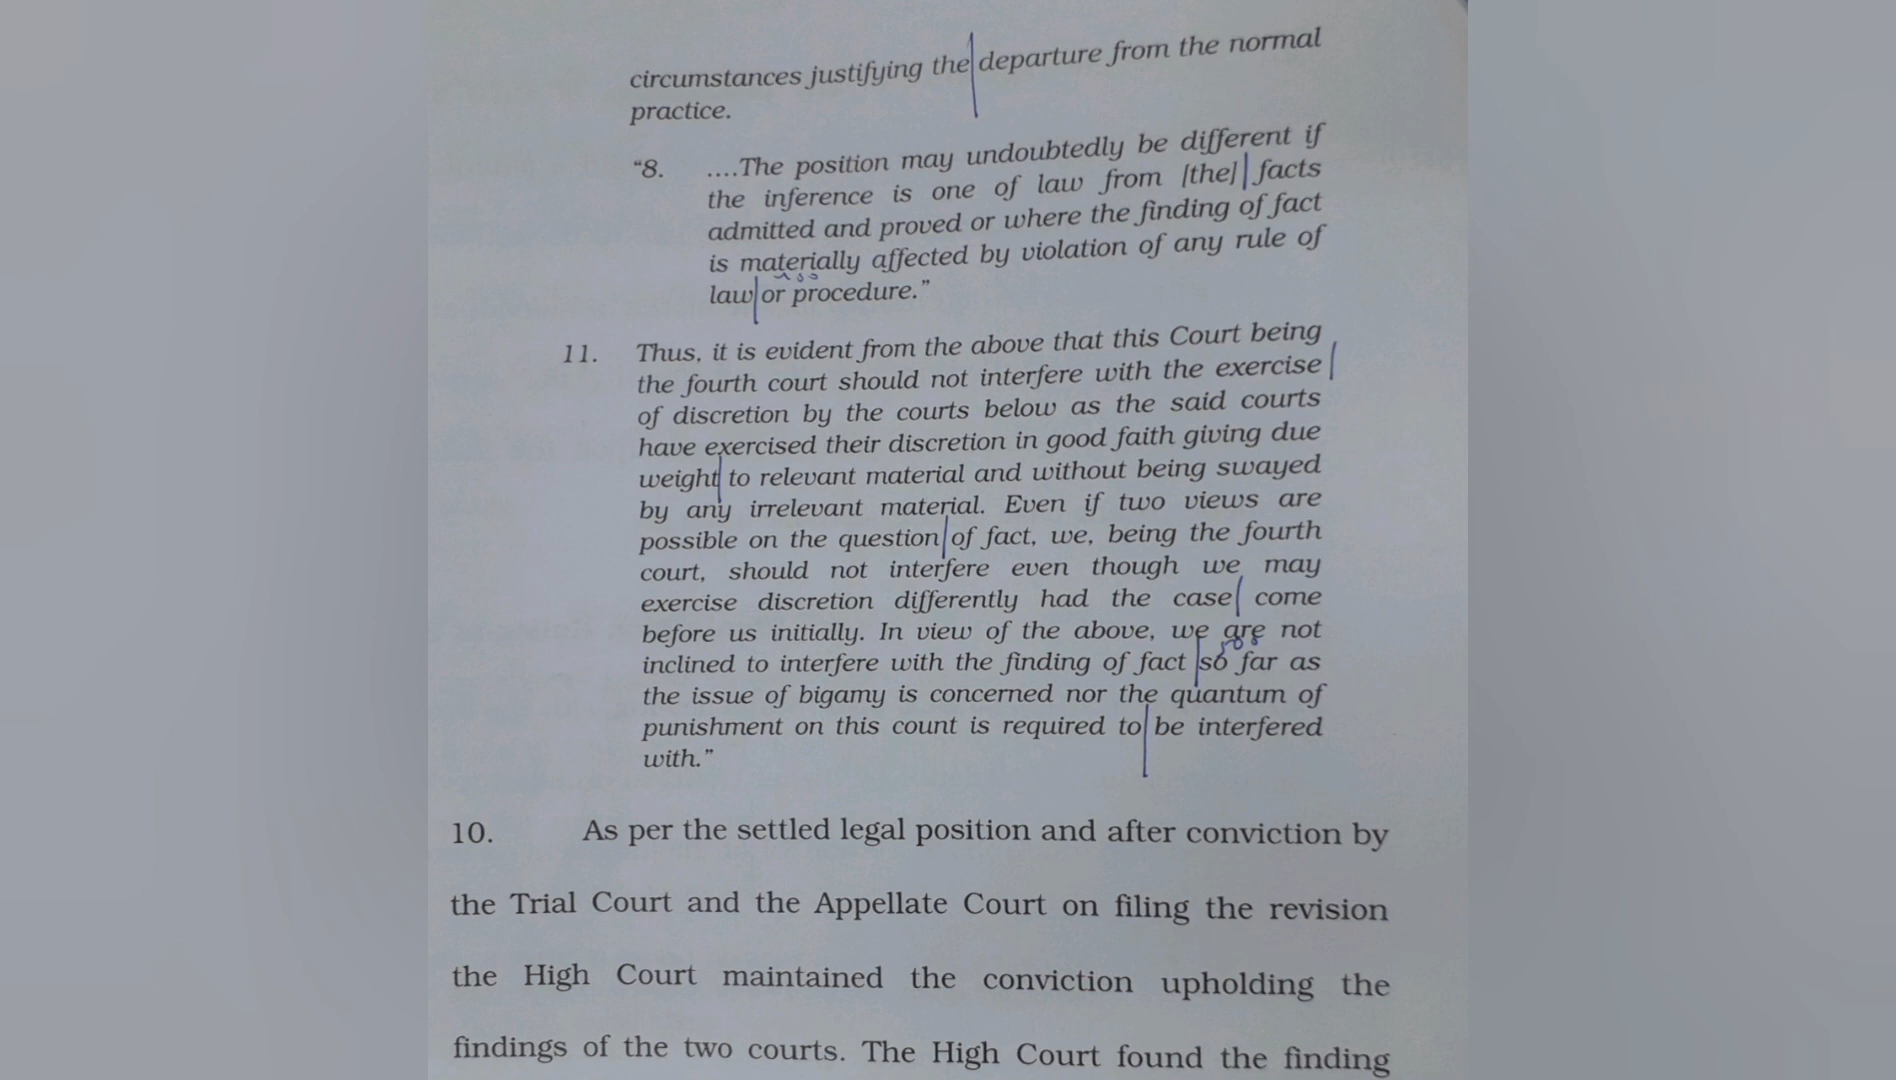 circumstances justifying the departure from the normal
practice.
“8. ....The position may undoubtedly be different if
the inference is one of law from [the] facts
admitted and proved or where the finding of fact
is materially affected by violation of any rule of
law or procedure.”
11. Thus, it is evident from the above that this Court being
the fourth court should not interfere with the exercise
of discretion by the courts below as the said courts
have exercised their discretion in good faith giving due
weight to relevant material and without being swayed
by any irrelevant material. Even if two views are
possible on the question of fact, we, being the fourth
court, should not interfere even though we may
exercise discretion differently had the case come
before us initially. In view of the above, we are not
inclined to interfere with the finding of fact so far as
the issue of bigamy is concerned nor the quantum of
punishment on this count is required to be interfered
with.”
10. As per the settled legal position and after conviction by
the Trial Court and the Appellate Court on filing the revision
the High Court maintained the conviction upholding the
findings of the two courts. The High Court found the finding